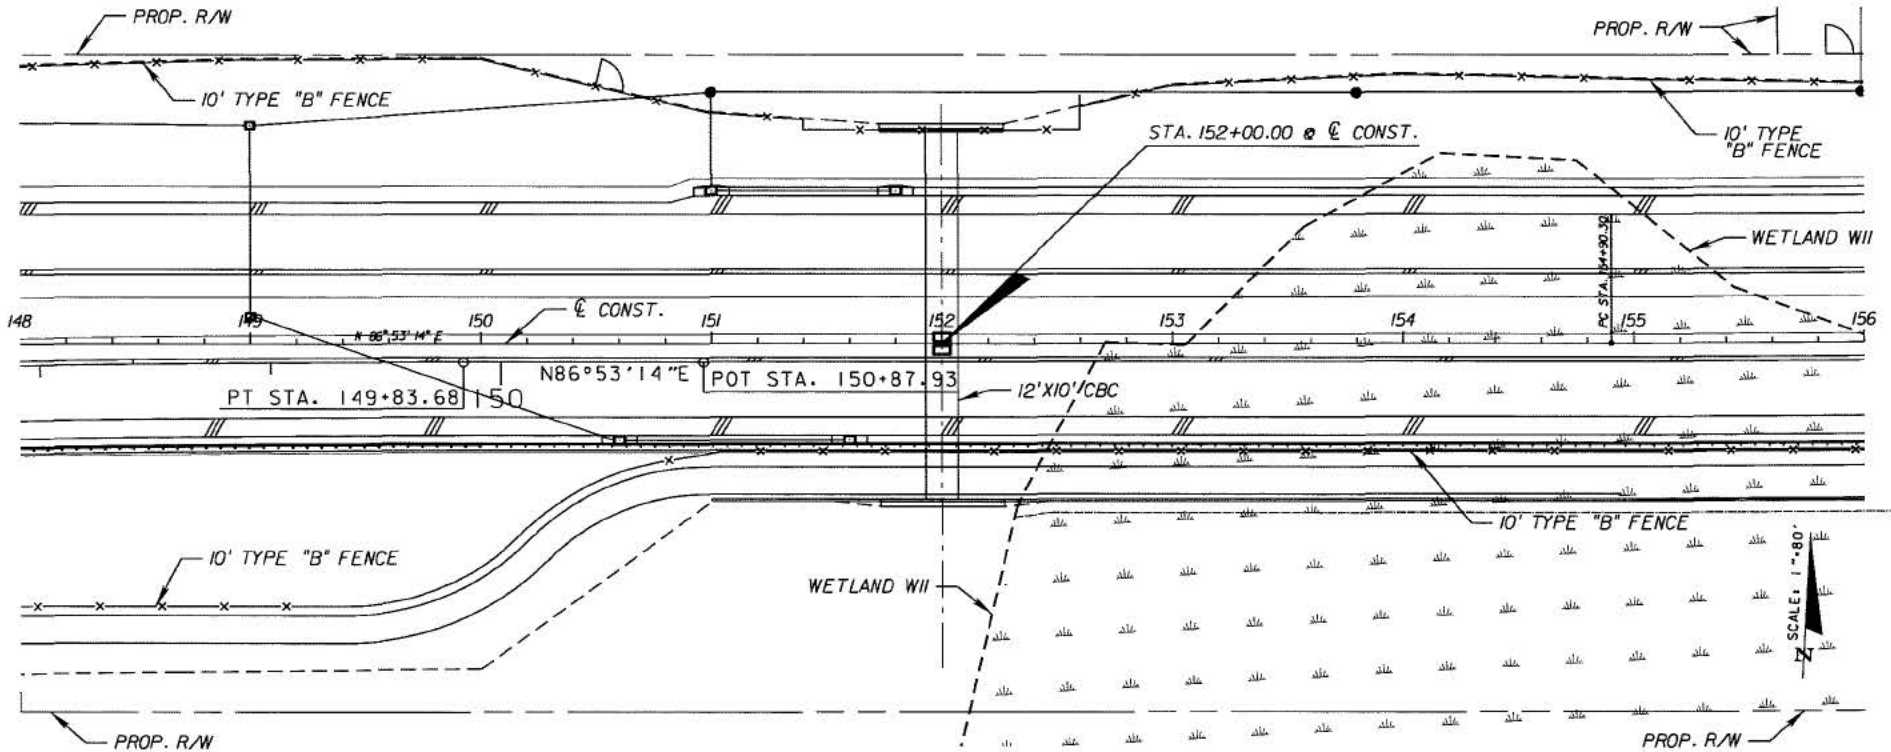 PROP. R/W
PROP. R/W
10' TYPE "B" FENCE
STA. 152+00.00 @ ℄ CONST.
10' TYPE
"B" FENCE
WETLAND W11
PC STA. 154+90.30
℄ CONST.
148 149 150 151 152 153 154 155 156
N 86°53'14" E
N86°53'14"E
POT STA. 150+87.93
PT STA. 149+83.68
150
12'X10' CBC
10' TYPE "B" FENCE
10' TYPE "B" FENCE
WETLAND W11
SCALE: 1"=80'
N
PROP. R/W
PROP. R/W